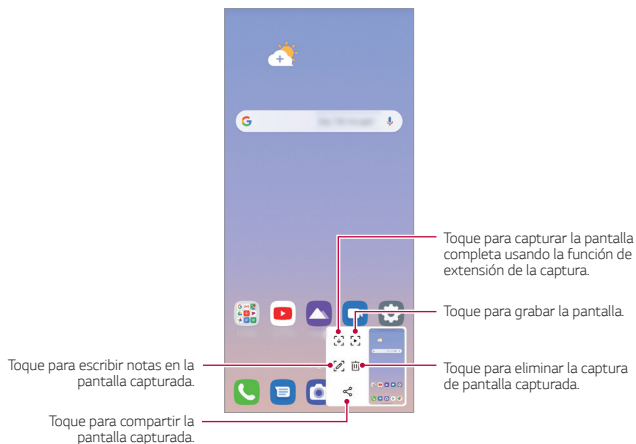 Toque para capturar la pantalla
completa usando la función de
extensión de la captura.
Toque para grabar la pantalla.
Toque para escribir notas en la
pantalla capturada.
Toque para eliminar la captura
de pantalla capturada.
Toque para compartir la
pantalla capturada.